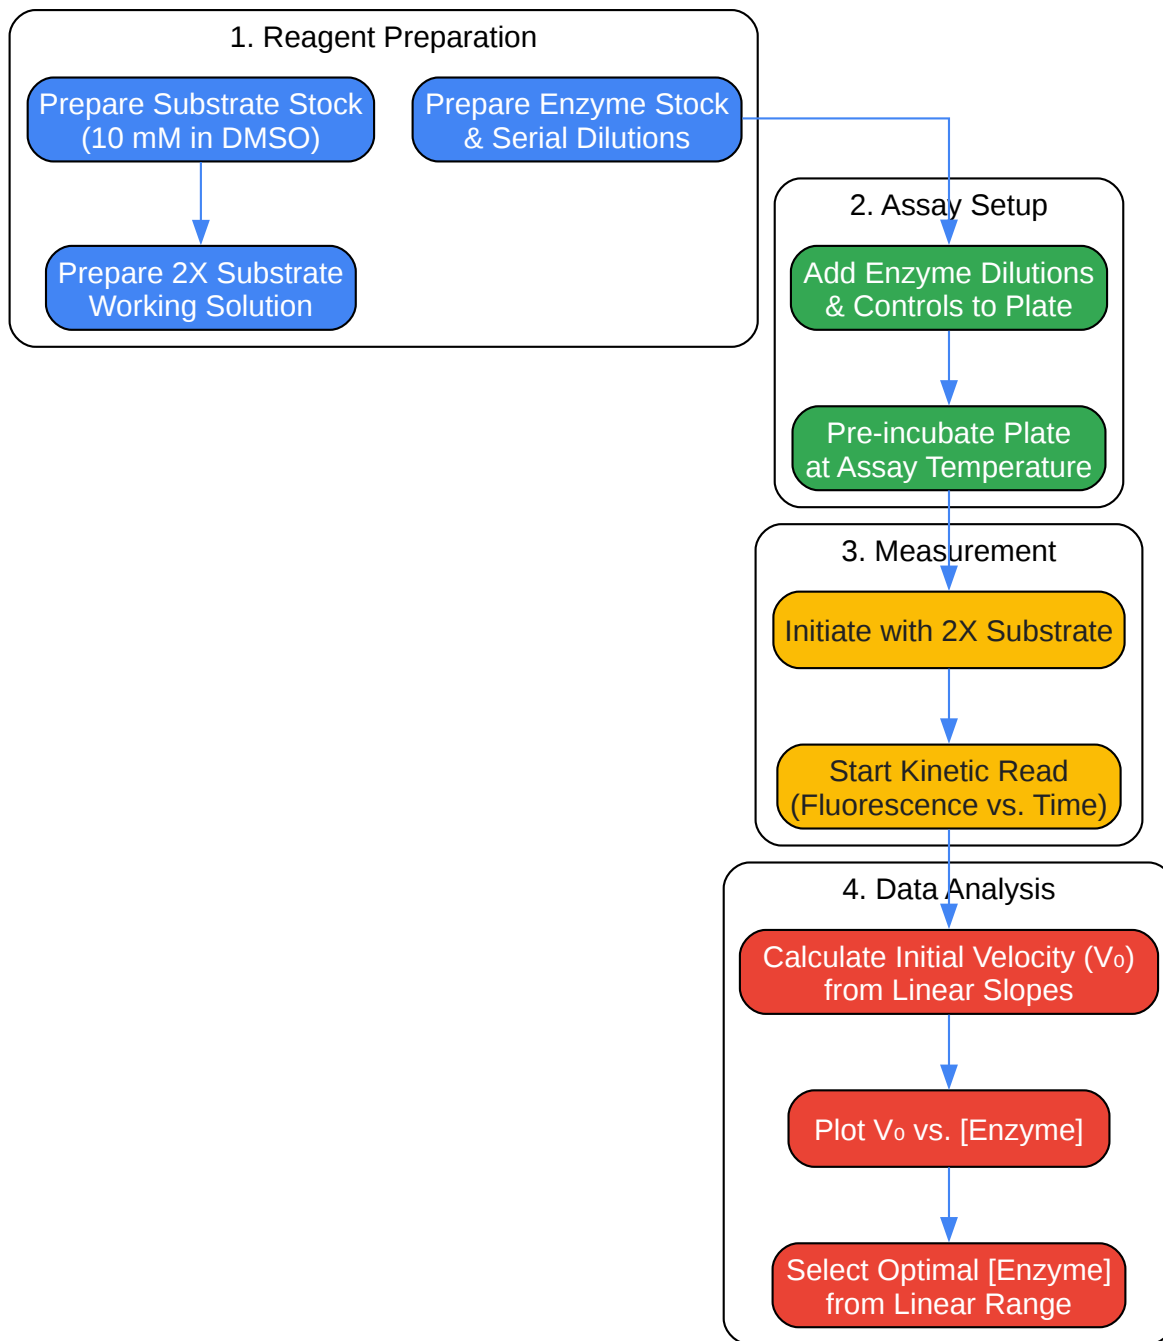 1. Reagent Preparation
Prepare Substrate Stock
(10 mM in DMSO)
Prepare Enzyme Stock
& Serial Dilutions
Prepare 2X Substrate
Working Solution
2. Assay Setup
Add Enzyme Dilutions
& Controls to Plate
Pre-incubate Plate
at Assay Temperature
3. Measurement
Initiate with 2X Substrate
Start Kinetic Read
(Fluorescence vs. Time)
4. Data Analysis
Calculate Initial Velocity (V₀)
from Linear Slopes
Plot V₀ vs. [Enzyme]
Select Optimal [Enzyme]
from Linear Range